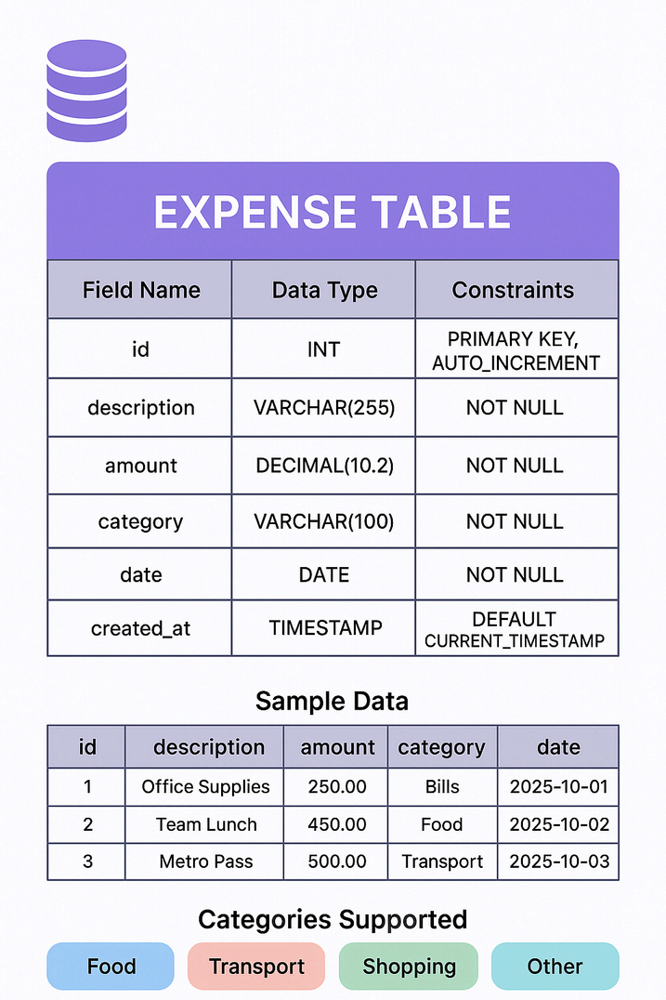 EXPENSE TABLE
Field Name Data Type Constraints
id INT PRIMARY KEY,
AUTO_INCREMENT
description VARCHAR(255) NOT NULL
amount DECIMAL(10.2) NOT NULL
category VARCHAR(100) NOT NULL
date DATE NOT NULL
created_at TIMESTAMP DEFAULT
CURRENT_TIMESTAMP
Sample Data
id description amount category date
1 Office Supplies 250.00 Bills 2025-10-01
2 Team Lunch 450.00 Food 2025-10-02
3 Metro Pass 500.00 Transport 2025-10-03
Categories Supported
Food Transport Shopping Other